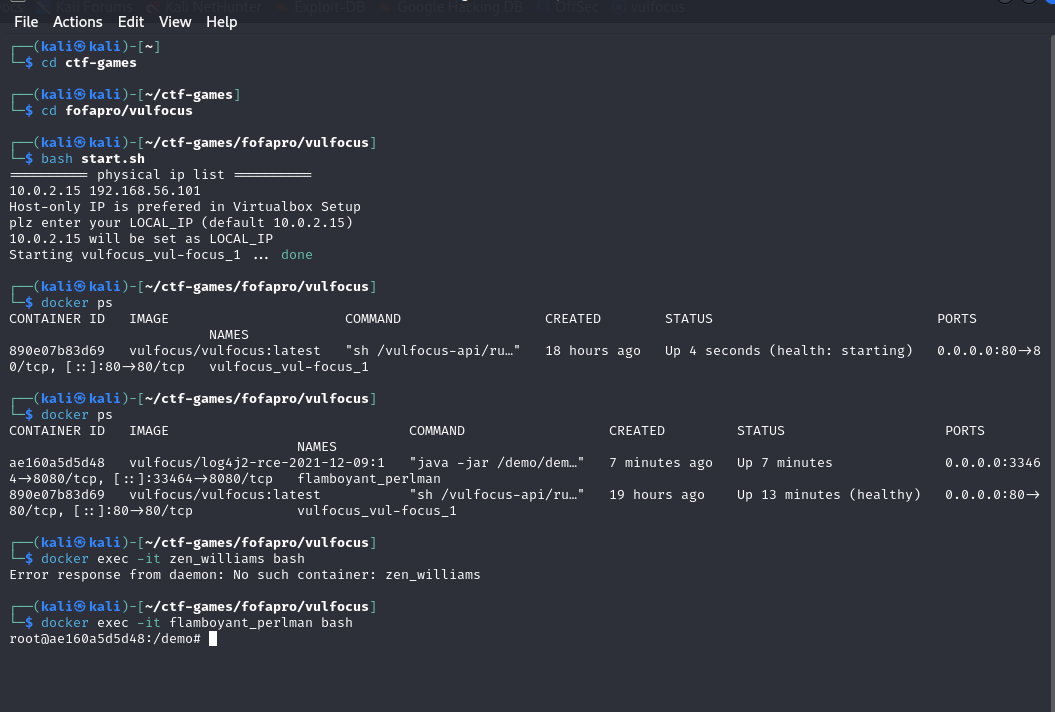 Kali Forums Kali NetHunter Exploit-DB Google Hacking DB OffSec vulfocus
File Actions Edit View Help
┌──(kali㉿kali)-[~]
└─$ cd ctf-games
┌──(kali㉿kali)-[~/ctf-games]
└─$ cd fofapro/vulfocus
┌──(kali㉿kali)-[~/ctf-games/fofapro/vulfocus]
└─$ bash start.sh
========== physical ip list ==========
10.0.2.15 192.168.56.101
Host-only IP is prefered in Virtualbox Setup
plz enter your LOCAL_IP (default 10.0.2.15)
10.0.2.15 will be set as LOCAL_IP
Starting vulfocus_vul-focus_1 ... done
┌──(kali㉿kali)-[~/ctf-games/fofapro/vulfocus]
└─$ docker ps
CONTAINER ID   IMAGE                      COMMAND                  CREATED        STATUS                            PORTS
                         NAMES
890e07b83d69   vulfocus/vulfocus:latest   "sh /vulfocus-api/ru…"   18 hours ago   Up 4 seconds (health: starting)   0.0.0.0:80->8
0/tcp, [::]:80->80/tcp   vulfocus_vul-focus_1
┌──(kali㉿kali)-[~/ctf-games/fofapro/vulfocus]
└─$ docker ps
CONTAINER ID   IMAGE                              COMMAND                  CREATED         STATUS                    PORTS
                                    NAMES
ae160a5d5d48   vulfocus/log4j2-rce-2021-12-09:1   "java -jar /demo/dem…"   7 minutes ago   Up 7 minutes              0.0.0.0:3346
4->8080/tcp, [::]:33464->8080/tcp   flamboyant_perlman
890e07b83d69   vulfocus/vulfocus:latest           "sh /vulfocus-api/ru…"   19 hours ago    Up 13 minutes (healthy)   0.0.0.0:80->
80/tcp, [::]:80->80/tcp             vulfocus_vul-focus_1
┌──(kali㉿kali)-[~/ctf-games/fofapro/vulfocus]
└─$ docker exec -it zen_williams bash
Error response from daemon: No such container: zen_williams
┌──(kali㉿kali)-[~/ctf-games/fofapro/vulfocus]
└─$ docker exec -it flamboyant_perlman bash
root@ae160a5d5d48:/demo#